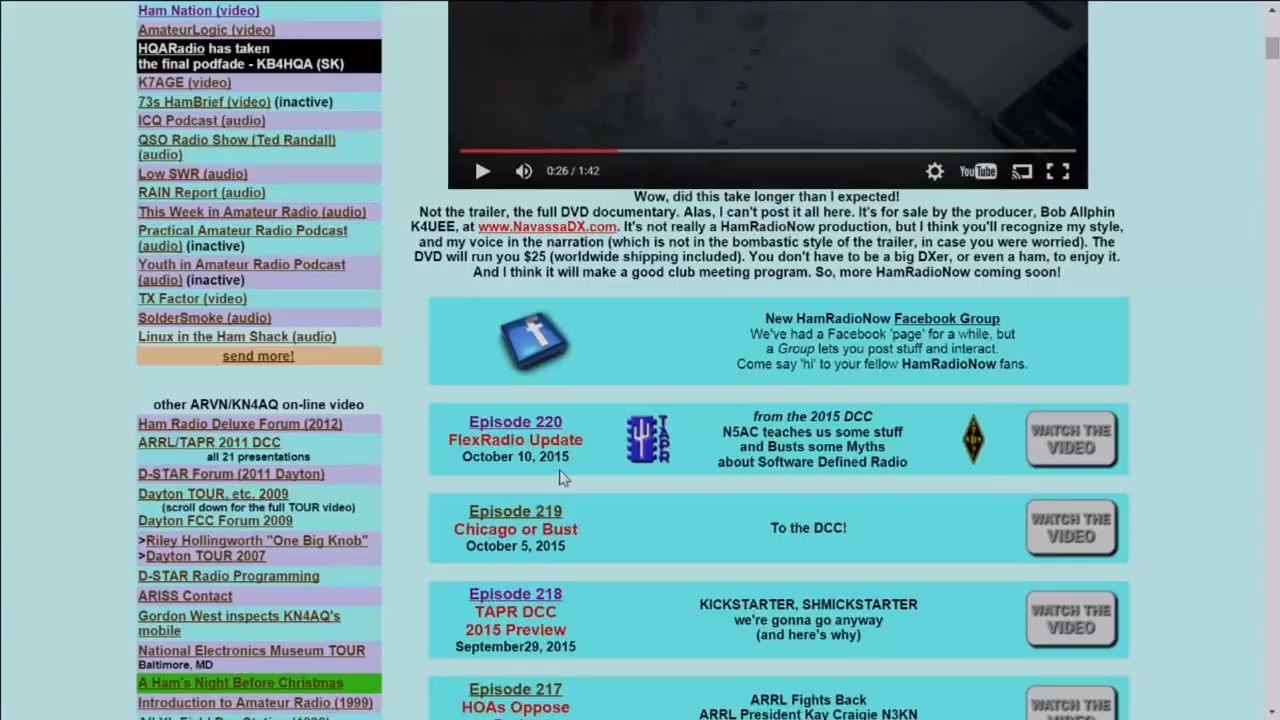 Ham Nation (video)
AmateurLogic (video)
HQARadio has taken
the final podfade - KB4HQA (SK)
K7AGE (video)
73s HamBrief (video) (inactive)
ICQ Podcast (audio)
QSO Radio Show (Ted Randall)
(audio)
Low SWR (audio)
RAIN Report (audio)
This Week in Amateur Radio (audio)
Practical Amateur Radio Podcast
(audio) (inactive)
Youth in Amateur Radio Podcast
(audio) (inactive)
TX Factor (video)
SolderSmoke (audio)
Linux in the Ham Shack (audio)
send more!
other ARVN/KN4AQ on-line video
Ham Radio Deluxe Forum (2012)
ARRL/TAPR 2011 DCC
all 21 presentations
D-STAR Forum (2011 Dayton)
Dayton TOUR, etc. 2009
(scroll down for the full TOUR video)
Dayton FCC Forum 2009
>Riley Hollingworth "One Big Knob"
>Dayton TOUR 2007
D-STAR Radio Programming
ARISS Contact
Gordon West inspects KN4AQ's
mobile
National Electronics Museum TOUR
Baltimore, MD
A Ham's Night Before Christmas
Introduction to Amateur Radio (1999)
0:26 / 1:42
YouTube
Wow, did this take longer than I expected!
Not the trailer, the full DVD documentary. Alas, I can't post it all here. It's for sale by the producer, Bob Allphin
K4UEE, at www.NavassaDX.com. It's not really a HamRadioNow production, but I think you'll recognize my style,
and my voice in the narration (which is not in the bombastic style of the trailer, in case you were worried). The
DVD will run you $25 (worldwide shipping included). You don't have to be a big DXer, or even a ham, to enjoy it.
And I think it will make a good club meeting program. So, more HamRadioNow coming soon!
New HamRadioNow Facebook Group
We've had a Facebook 'page' for a while, but
a Group lets you post stuff and interact.
Come say 'hi' to your fellow HamRadioNow fans.
Episode 220
FlexRadio Update
October 10, 2015
TAPR
from the 2015 DCC
N5AC teaches us some stuff
and Busts some Myths
about Software Defined Radio
WATCH THE
VIDEO
Episode 219
Chicago or Bust
October 5, 2015
To the DCC!
WATCH THE
VIDEO
Episode 218
TAPR DCC
2015 Preview
September29, 2015
KICKSTARTER, SHMICKSTARTER
we're gonna go anyway
(and here's why)
WATCH THE
VIDEO
Episode 217
HOAs Oppose
ARRL Fights Back
ARRL President Kay Craigie N3KN
WATCH THE